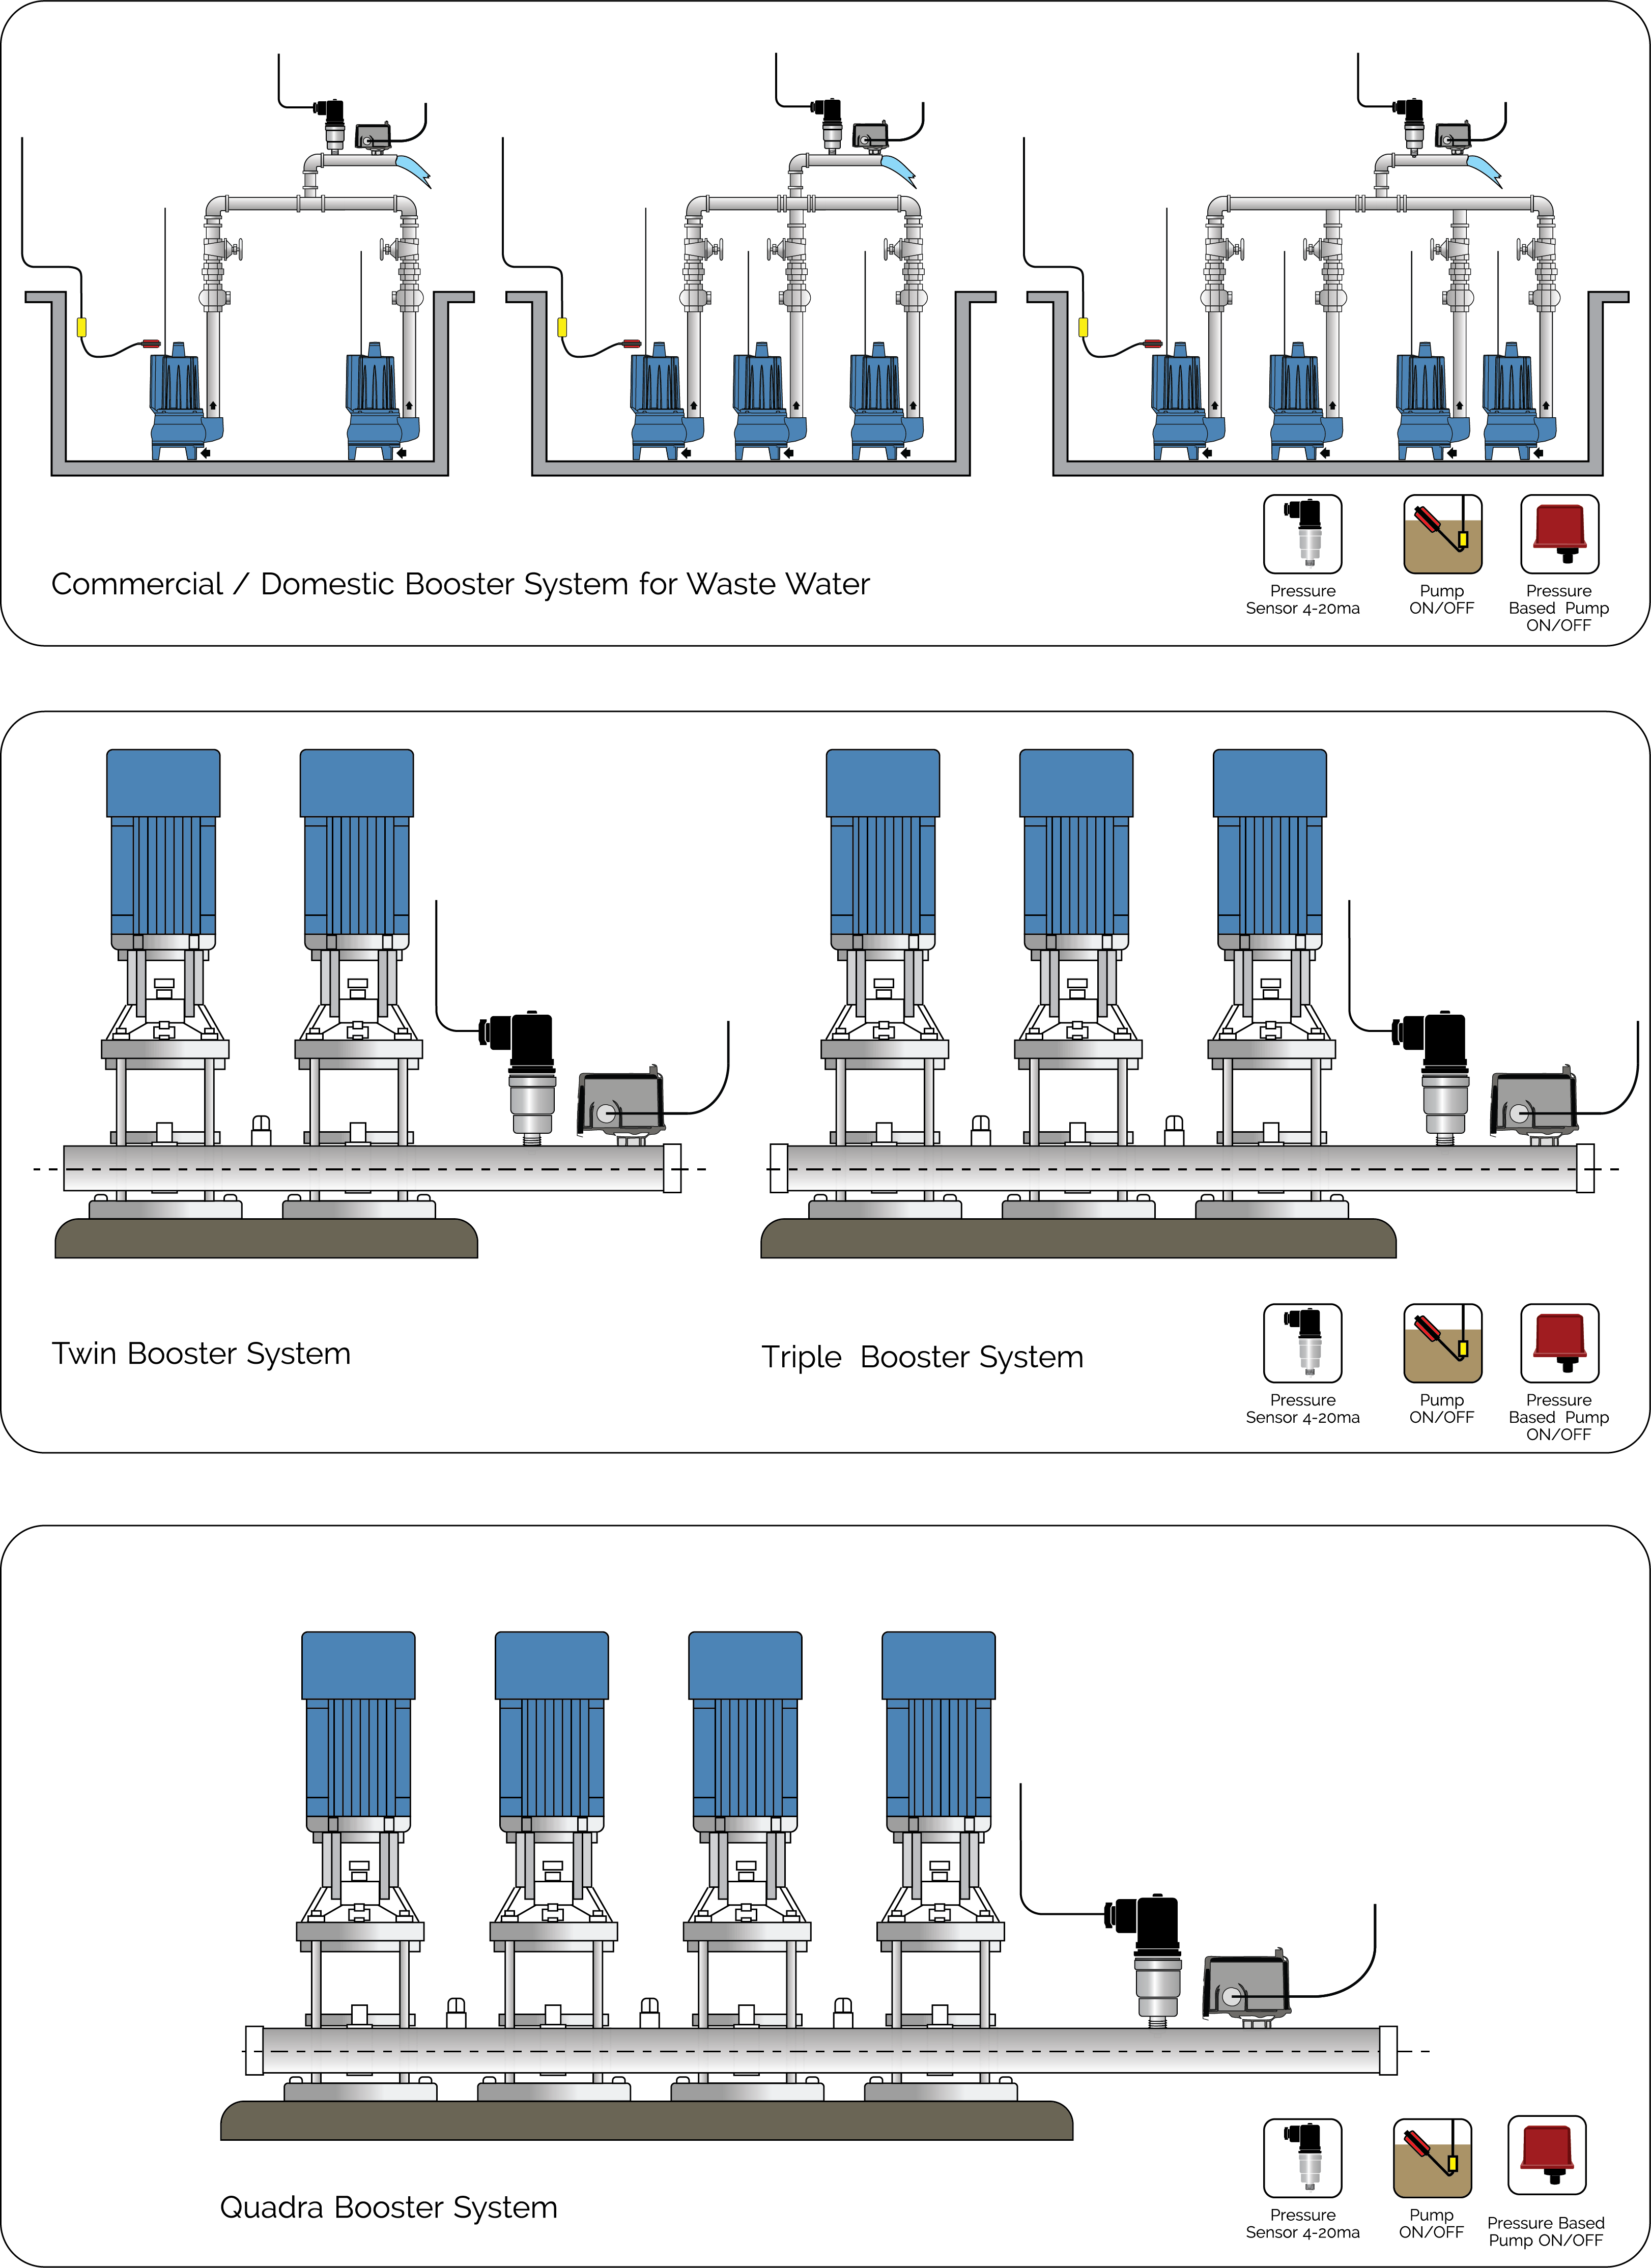 Commercial / Domestic Booster System for Waste Water
Pressure
Sensor 4-20ma
Pump
ON/OFF
Pressure
Based Pump
ON/OFF
Twin Booster System
Triple Booster System
Pressure
Sensor 4-20ma
Pump
ON/OFF
Pressure
Based Pump
ON/OFF
Quadra Booster System
Pressure
Sensor 4-20ma
Pump
ON/OFF
Pressure Based
Pump ON/OFF